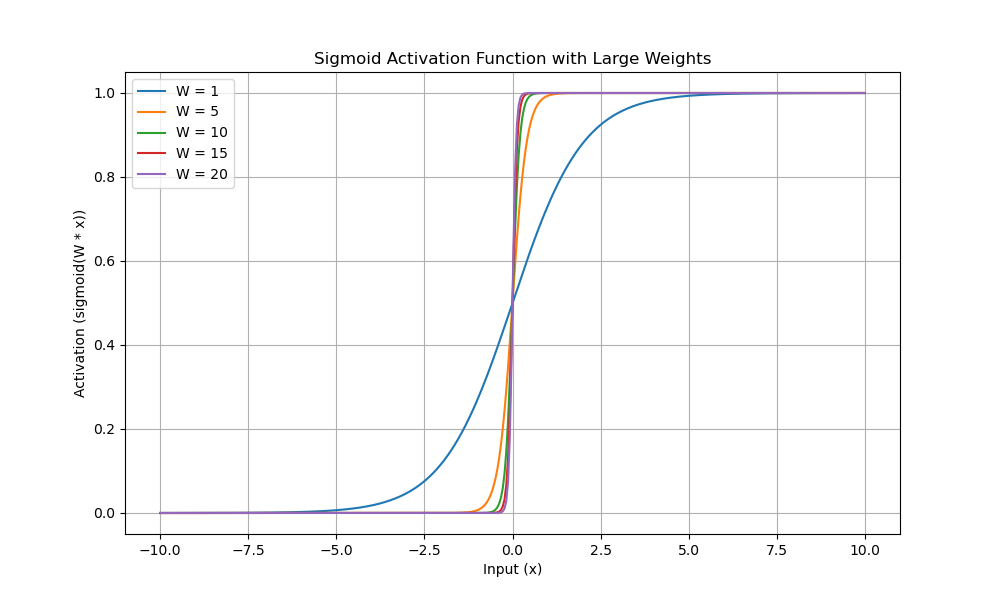 Sigmoid Activation Function with Large Weights
W = 1
W = 5
W = 10
W = 15
W = 20
1.0
0.8
0.6
0.4
0.2
0.0
Activation (sigmoid(W * x))
−10.0 −7.5 −5.0 −2.5 0.0 2.5 5.0 7.5 10.0
Input (x)